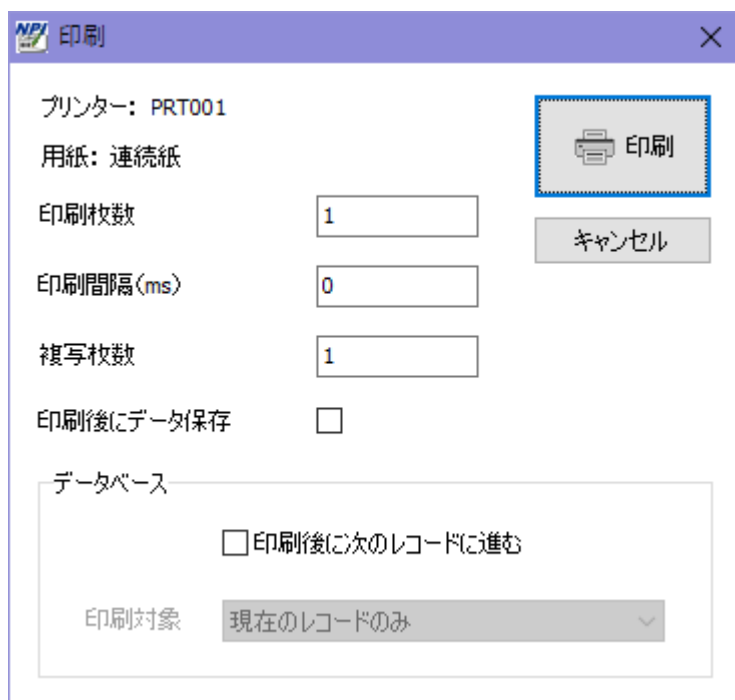 NPI 印刷
プリンター: PRT001
印刷
用紙: 連続紙
印刷枚数 1
キャンセル
印刷間隔(ms) 0
複写枚数 1
印刷後にデータ保存
データベース
印刷後に次のレコードに進む
印刷対象 現在のレコードのみ